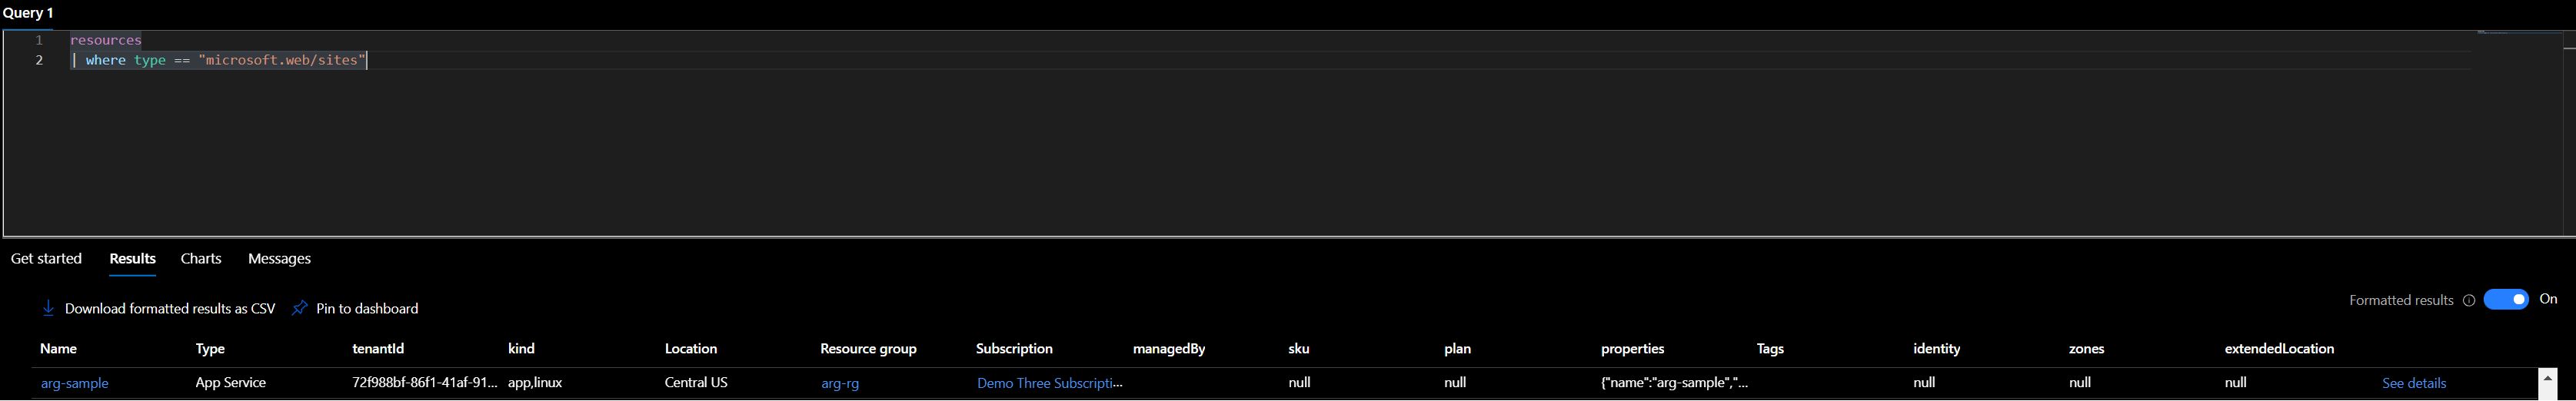 Query 1
1 resources
2 | where type == "microsoft.web/sites"
Get started Results Charts Messages
Download formatted results as CSV Pin to dashboard Formatted results On
Name Type tenantId kind Location Resource group Subscription managedBy sku plan properties Tags identity zones extendedLocation
arg-sample App Service 72f988bf-86f1-41af-91... app,linux Central US arg-rg Demo Three Subscripti... null null {"name":"arg-sample","... null null null See details